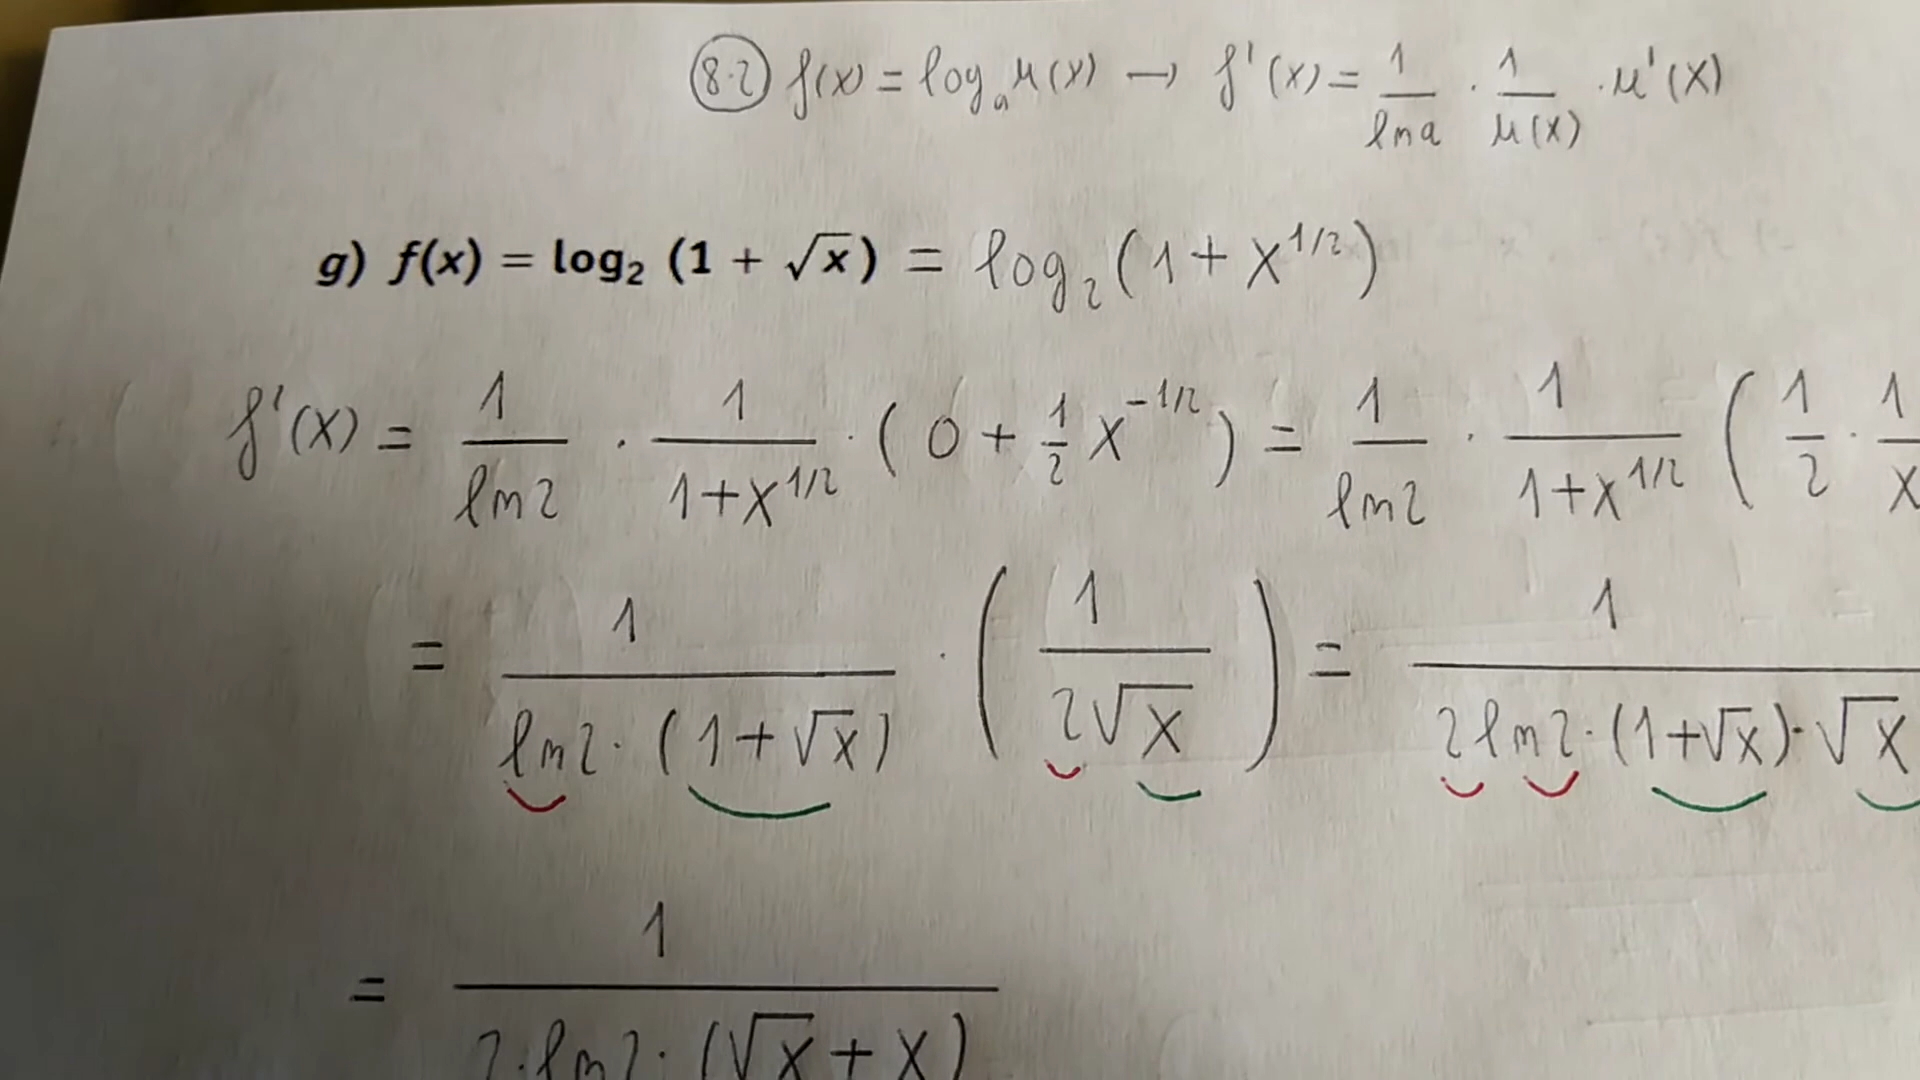 8.2 f(x) = logₐ μ(x) → f'(x) = 1/ln a · 1/μ(x) · μ'(x)
g) f(x) = log₂ (1 + √x) = log₂(1 + x^(1/2))
f'(x) = 1/ln2 · 1/(1+x^(1/2)) · (0 + 1/2 x^(-1/2)) = 1/ln2 · 1/(1+x^(1/2)) (1/2 · 1/x
= 1/(ln2 · (1+√x)) · (1/(2√x)) = 1/(2 ln2 · (1+√x) · √x
= 1/(2 · ln2 · (√x + x))